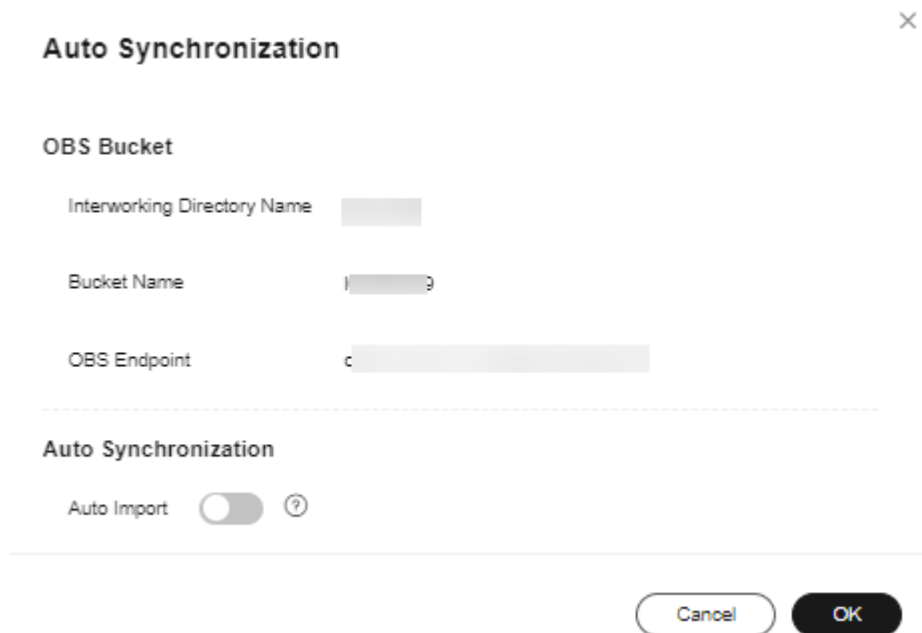 Auto Synchronization
OBS Bucket
Interworking Directory Name
Bucket Name
OBS Endpoint
Auto Synchronization
Auto Import
Cancel OK